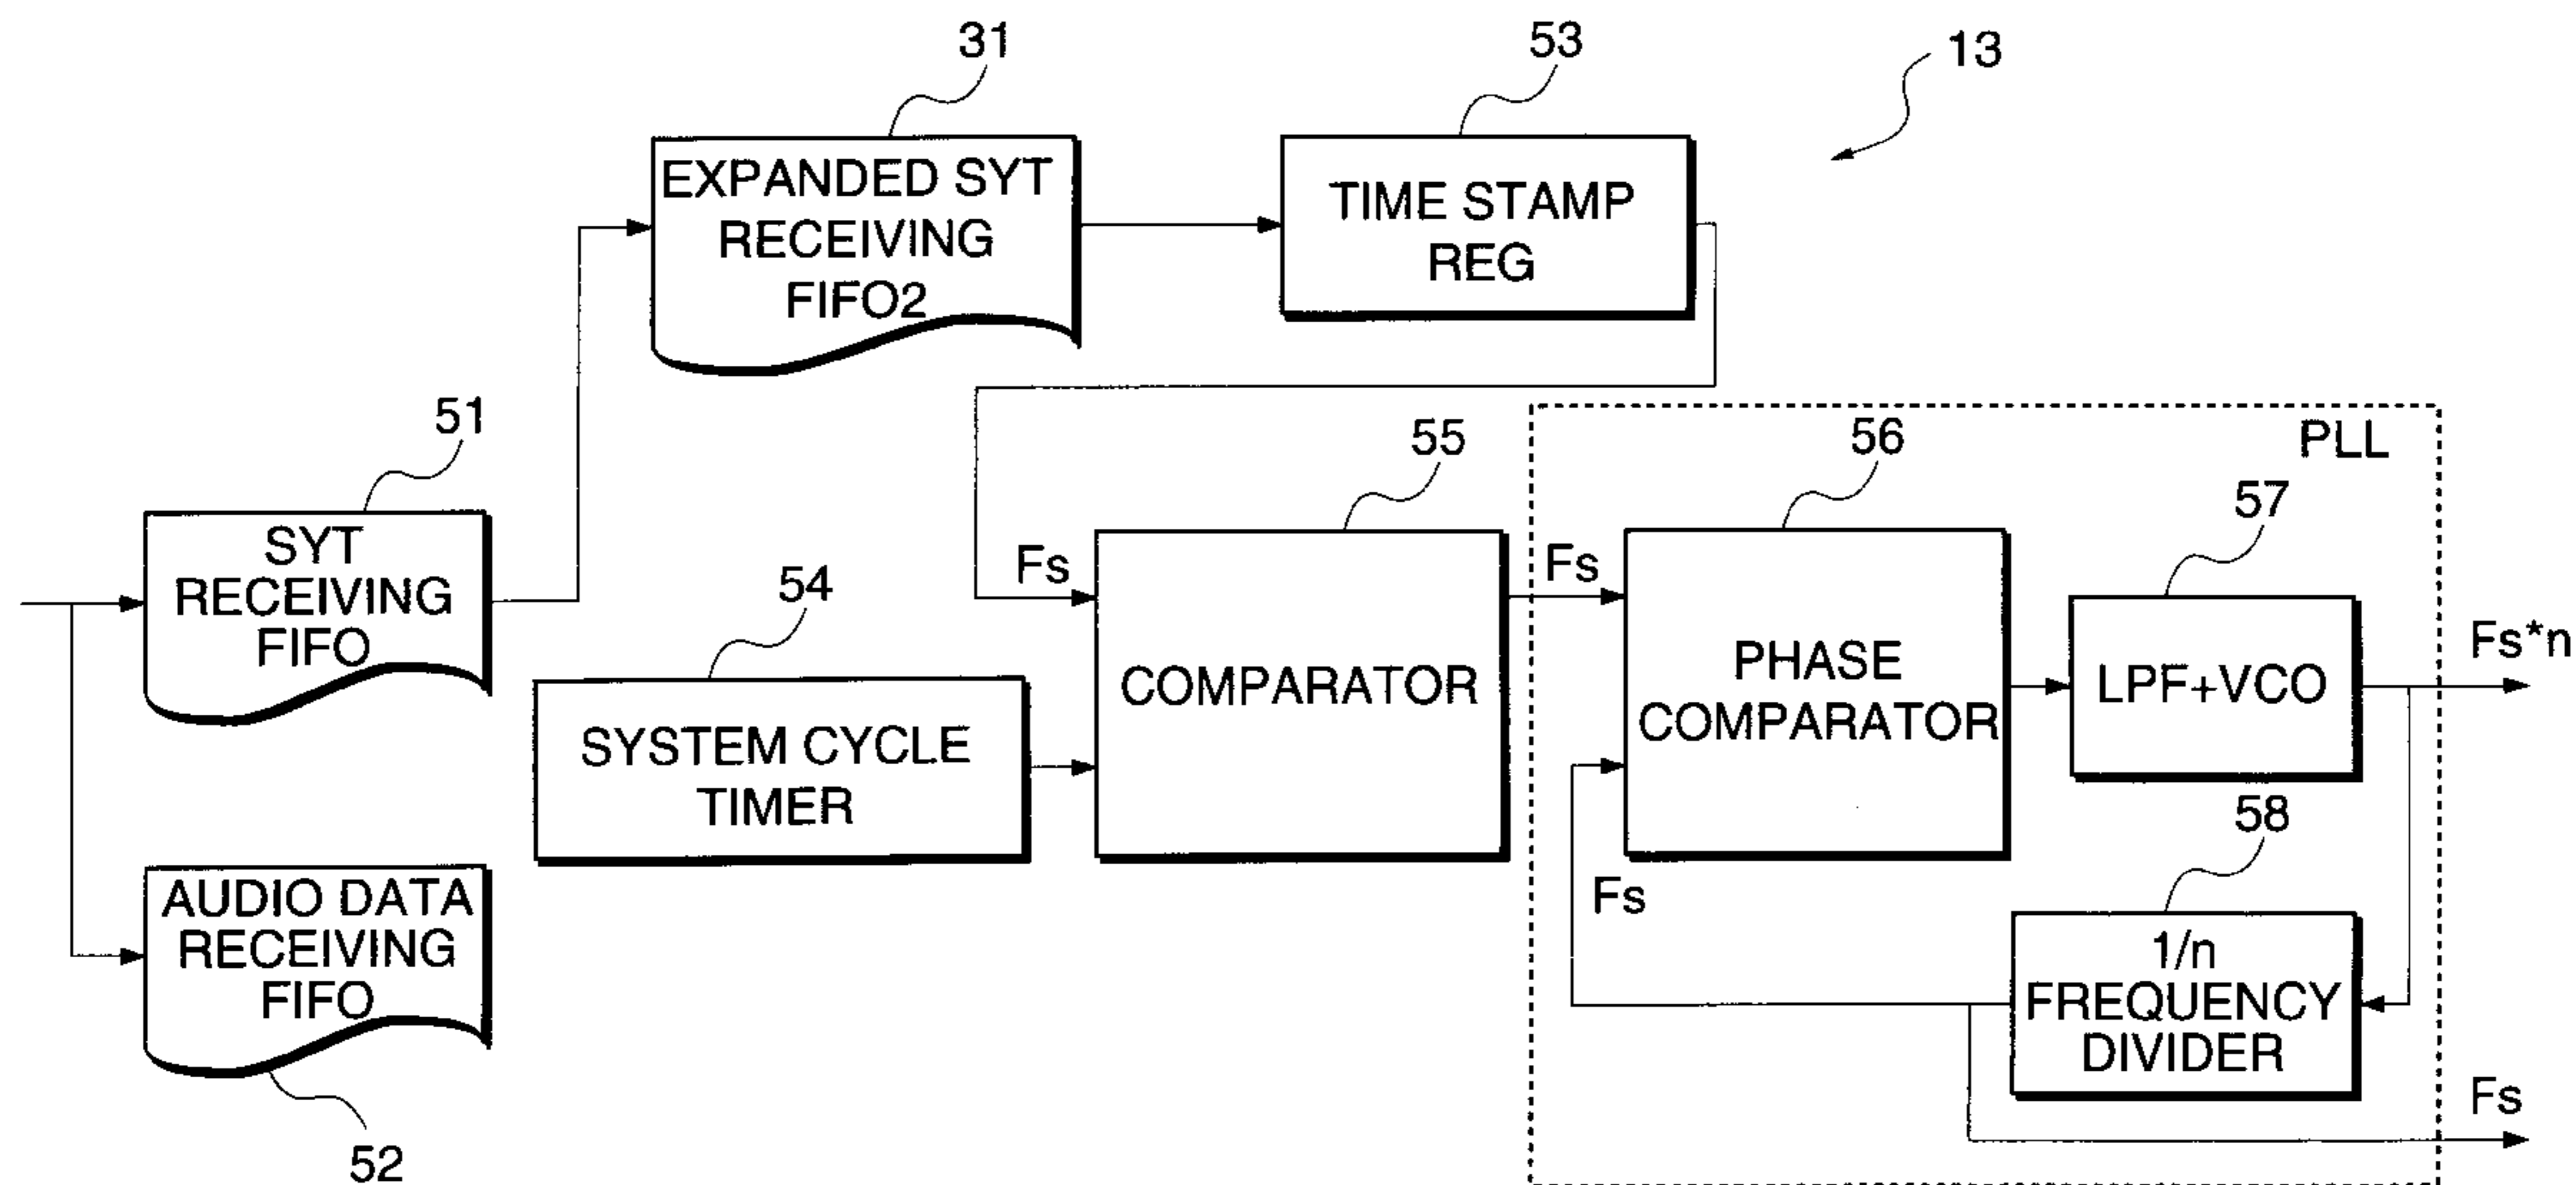 31
53
13
EXPANDED SYT
RECEIVING
FIFO2
TIME STAMP
REG
51
SYT
RECEIVING
FIFO
54
SYSTEM CYCLE
TIMER
AUDIO DATA
RECEIVING
FIFO
52
55
Fs
COMPARATOR
PLL
56
Fs
PHASE
COMPARATOR
57
LPF+VCO
Fs*n
58
1/n
FREQUENCY
DIVIDER
Fs
Fs